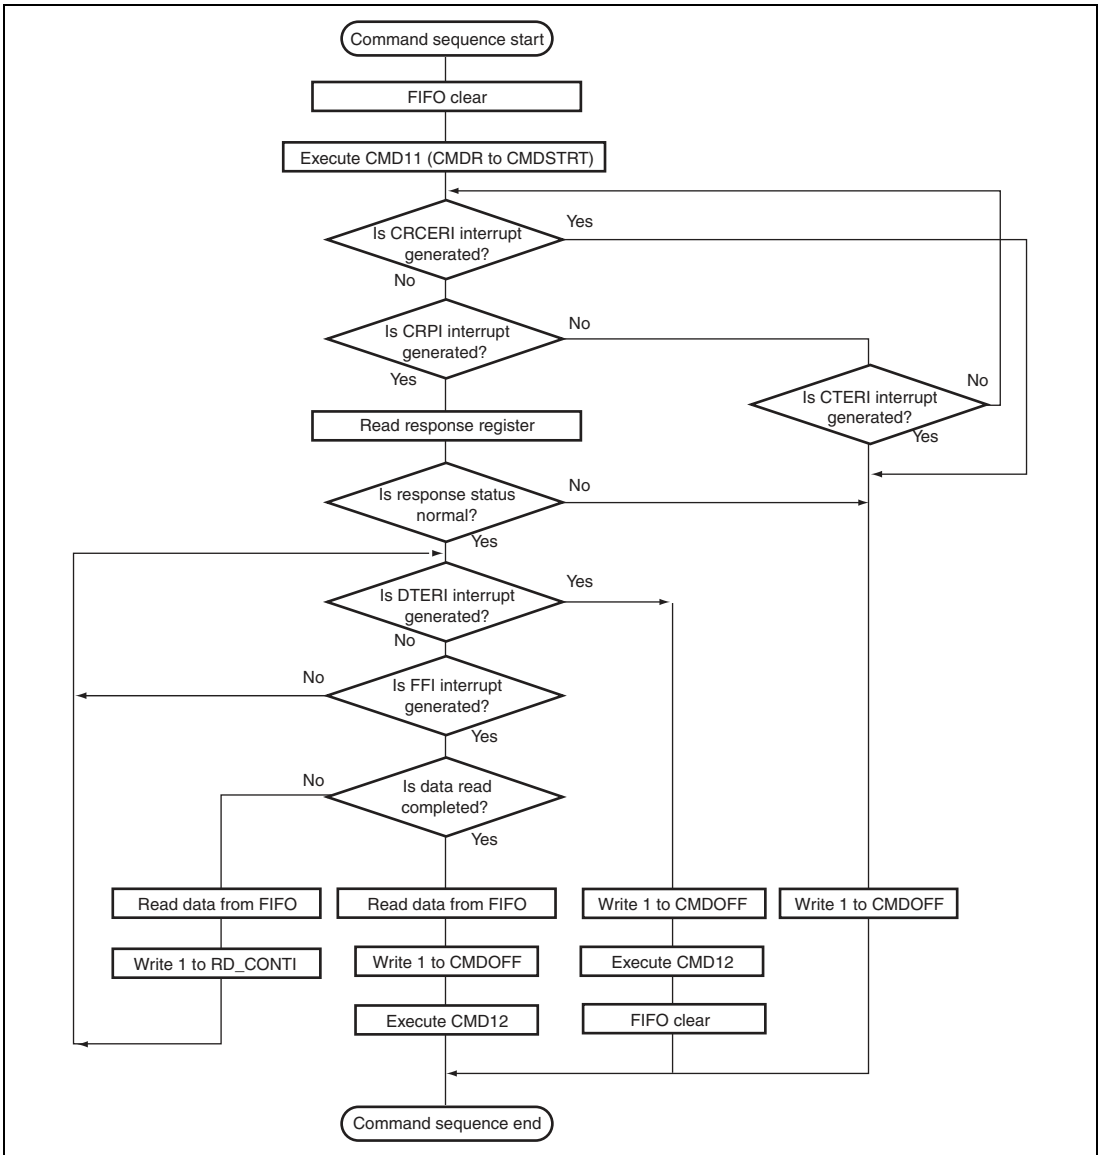 Command sequence start
FIFO clear
Execute CMD11 (CMDR to CMDSTRT)
Is CRCERI interrupt
generated?
Yes
No
Is CRPI interrupt
generated?
No
Yes
Is CTERI interrupt
generated?
No
Yes
Read response register
Is response status
normal?
No
Yes
Is DTERI interrupt
generated?
Yes
No
Is FFI interrupt
generated?
No
Yes
Is data read
completed?
No
Yes
Read data from FIFO
Read data from FIFO
Write 1 to CMDOFF
Write 1 to CMDOFF
Write 1 to RD_CONTI
Write 1 to CMDOFF
Execute CMD12
Execute CMD12
FIFO clear
Command sequence end